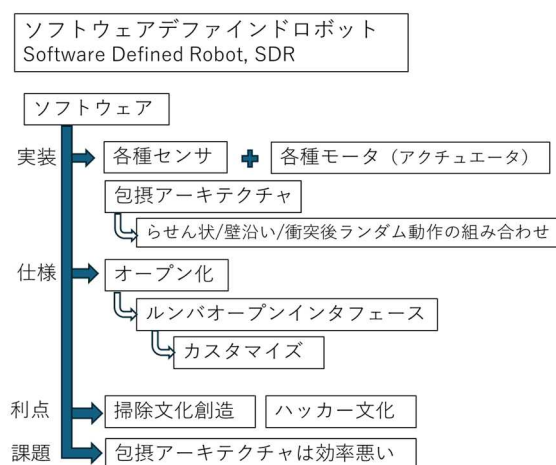 ソフトウェアデファインドロボット
Software Defined Robot, SDR
ソフトウェア
実装
各種センサ
各種モータ（アクチュエータ）
包摂アーキテクチャ
らせん状/壁沿い/衝突後ランダム動作の組み合わせ
仕様
オープン化
ルンバオープンインタフェース
カスタマイズ
利点
掃除文化創造
ハッカー文化
課題
包摂アーキテクチャは効率悪い